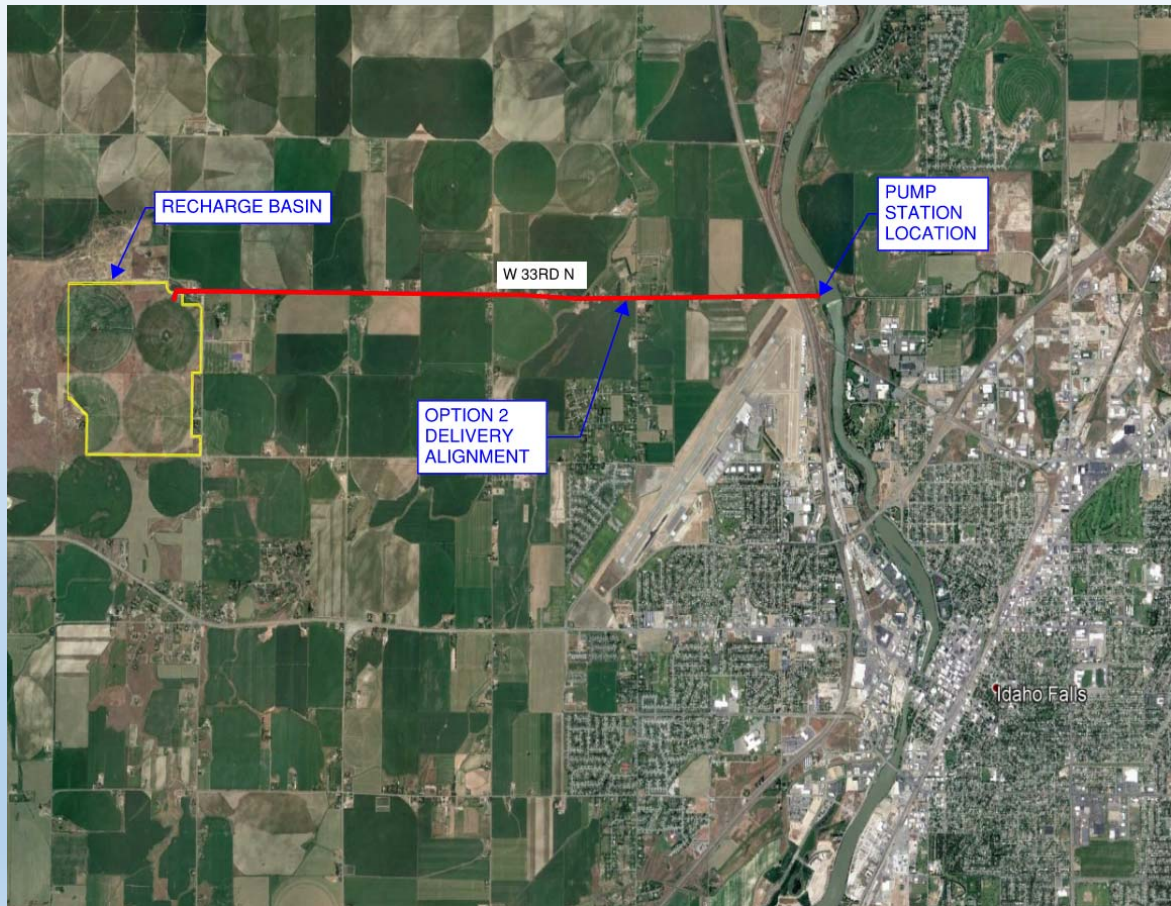 RECHARGE BASIN
PUMP
STATION
LOCATION
W 33RD N
OPTION 2
DELIVERY
ALIGNMENT
Idaho Falls